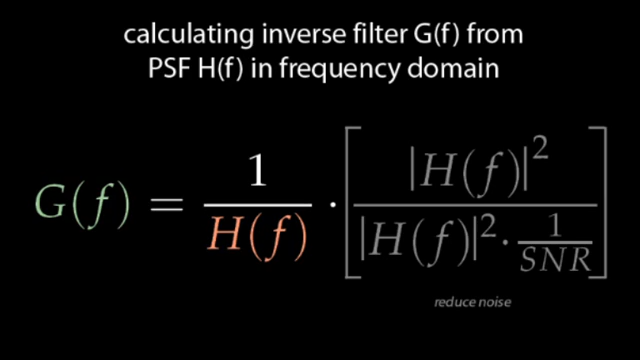 calculating inverse filter G(f) from
PSF H(f) in frequency domain
G(f) = 1/H(f) · [|H(f)|²/(|H(f)|²·1/SNR)]
reduce noise